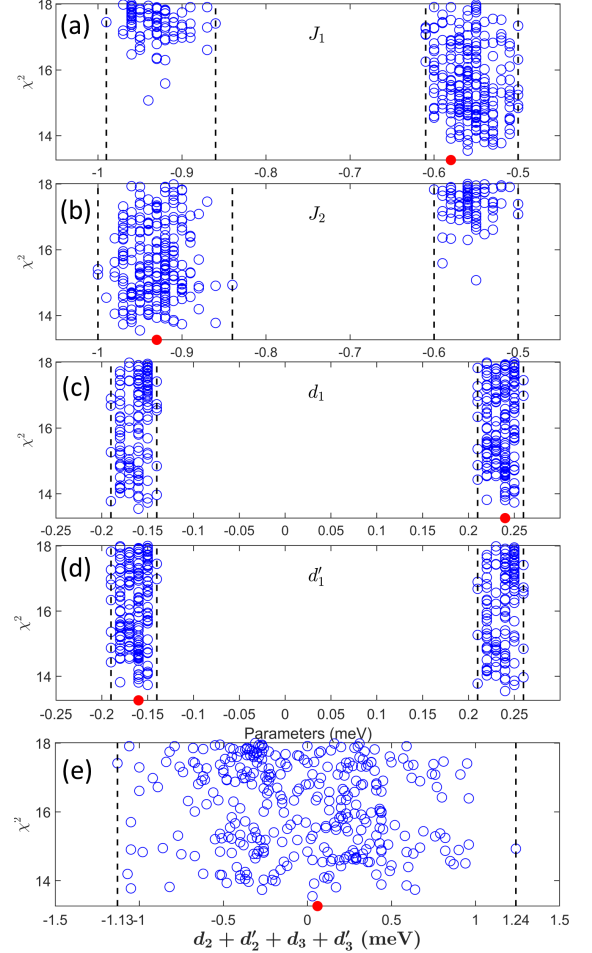 18
(a)
J₁
16
χ²
14
-1 -0.9 -0.8 -0.7 -0.6 -0.5
18
(b)
J₂
16
χ²
14
-1 -0.9 -0.8 -0.7 -0.6 -0.5
18
(c)
d₁
16
χ²
14
-0.25 -0.2 -0.15 -0.1 -0.05 0 0.05 0.1 0.15 0.2 0.25
18
(d)
d′₁
16
χ²
14
-0.25 -0.2 -0.15 -0.1 -0.05 0 0.05 0.1 0.15 0.2 0.25
Parameters (meV)
18
(e)
16
χ²
14
-1.5 -1.13 -1 -0.5 0 0.5 1 1.24 1.5
d₂ + d′₂ + d₃ + d′₃ (meV)